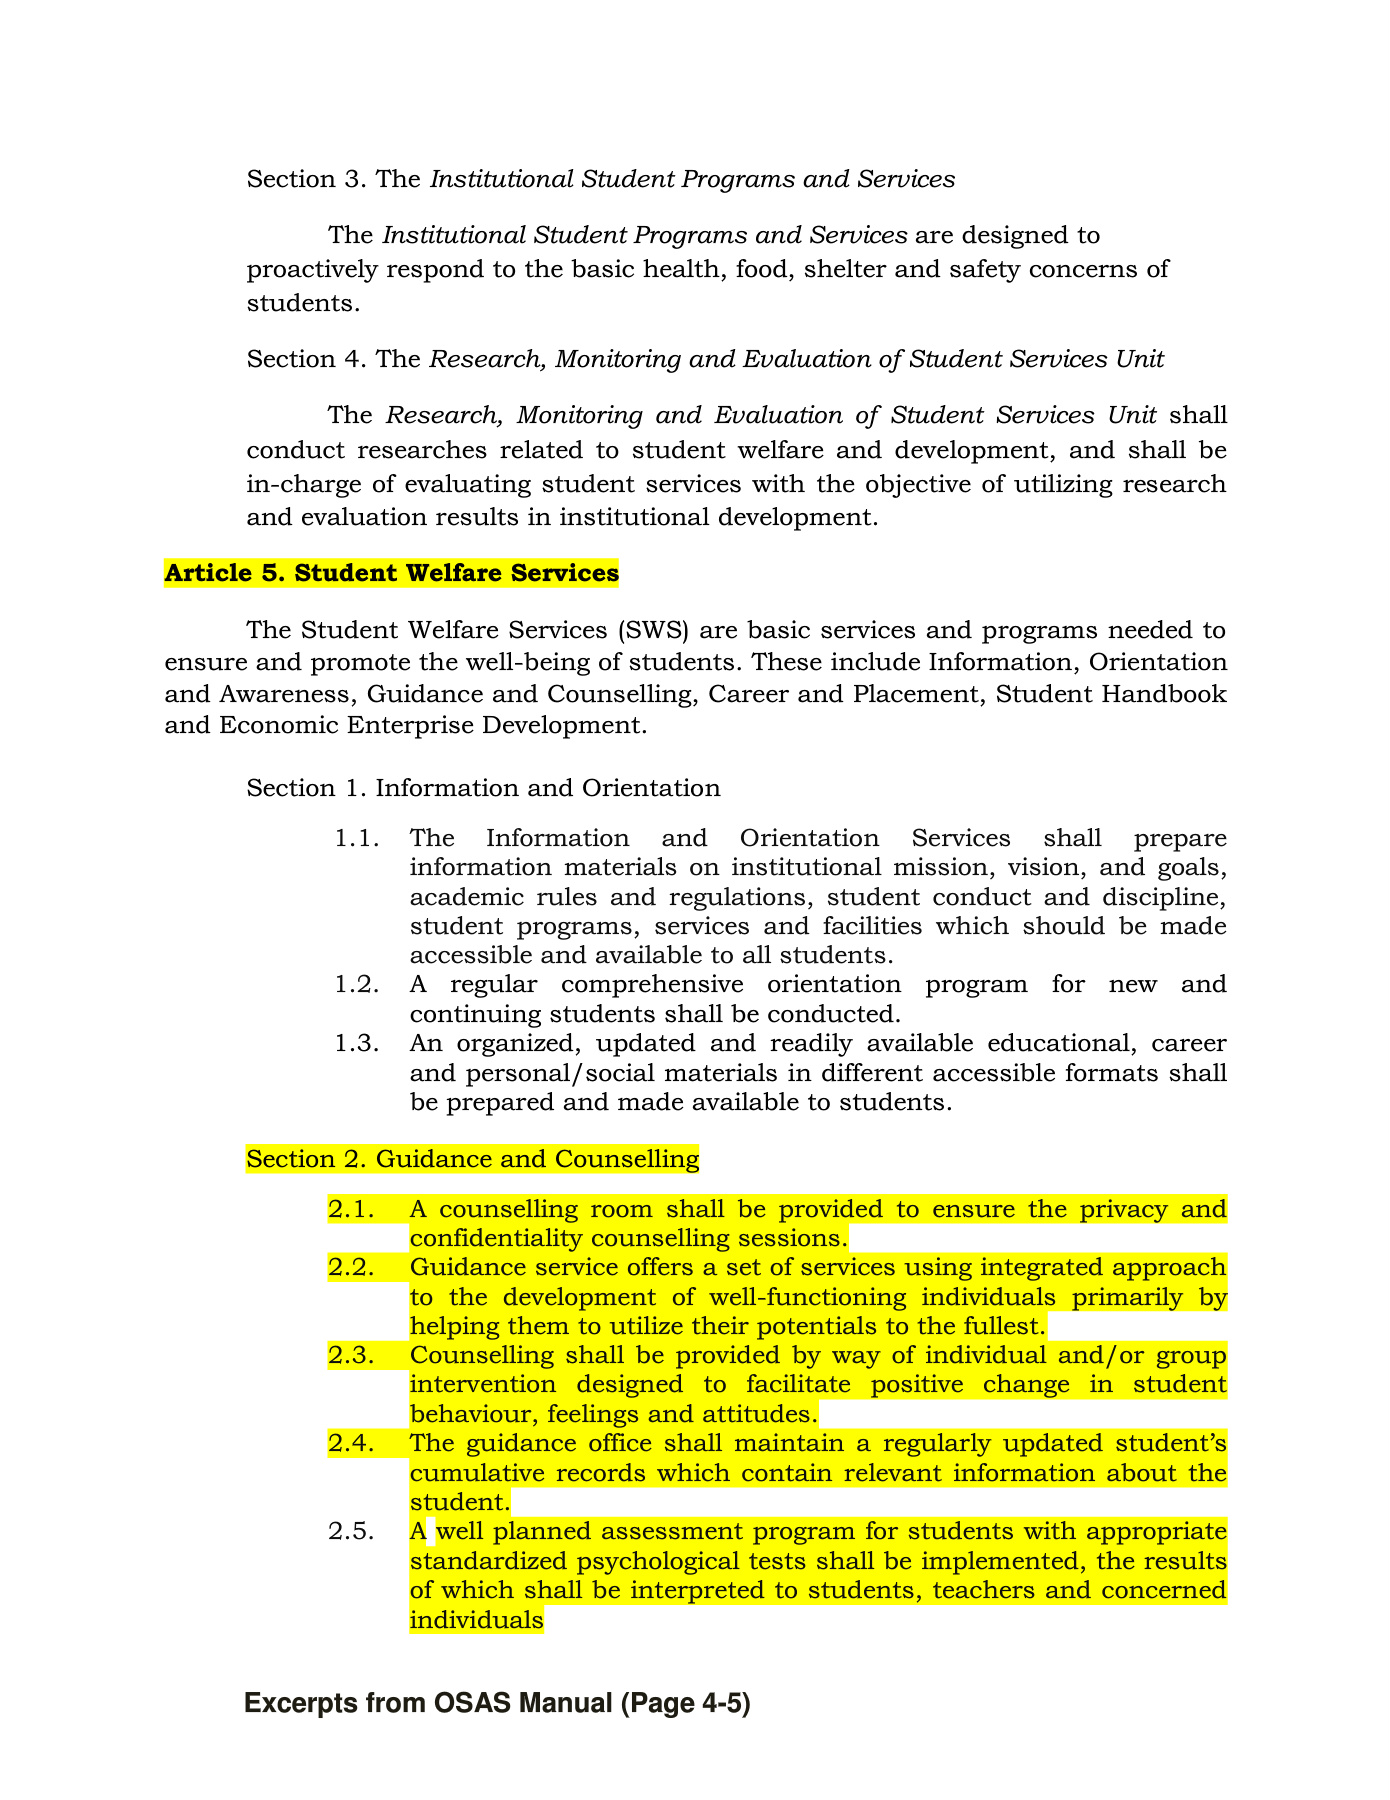 Section 3. The Institutional Student Programs and Services
The Institutional Student Programs and Services are designed to
proactively respond to the basic health, food, shelter and safety concerns of
students.
Section 4. The Research, Monitoring and Evaluation of Student Services Unit
The Research, Monitoring and Evaluation of Student Services Unit shall
conduct researches related to student welfare and development, and shall be
in-charge of evaluating student services with the objective of utilizing research
and evaluation results in institutional development.
Article 5. Student Welfare Services
The Student Welfare Services (SWS) are basic services and programs needed to
ensure and promote the well-being of students. These include Information, Orientation
and Awareness, Guidance and Counselling, Career and Placement, Student Handbook
and Economic Enterprise Development.
Section 1. Information and Orientation
1.1. The Information and Orientation Services shall prepare
information materials on institutional mission, vision, and goals,
academic rules and regulations, student conduct and discipline,
student programs, services and facilities which should be made
accessible and available to all students.
1.2. A regular comprehensive orientation program for new and
continuing students shall be conducted.
1.3. An organized, updated and readily available educational, career
and personal/social materials in different accessible formats shall
be prepared and made available to students.
Section 2. Guidance and Counselling
2.1. A counselling room shall be provided to ensure the privacy and
confidentiality counselling sessions.
2.2. Guidance service offers a set of services using integrated approach
to the development of well-functioning individuals primarily by
helping them to utilize their potentials to the fullest.
2.3. Counselling shall be provided by way of individual and/or group
intervention designed to facilitate positive change in student
behaviour, feelings and attitudes.
2.4. The guidance office shall maintain a regularly updated student’s
cumulative records which contain relevant information about the
student.
2.5. A well planned assessment program for students with appropriate
standardized psychological tests shall be implemented, the results
of which shall be interpreted to students, teachers and concerned
individuals
Excerpts from OSAS Manual (Page 4-5)